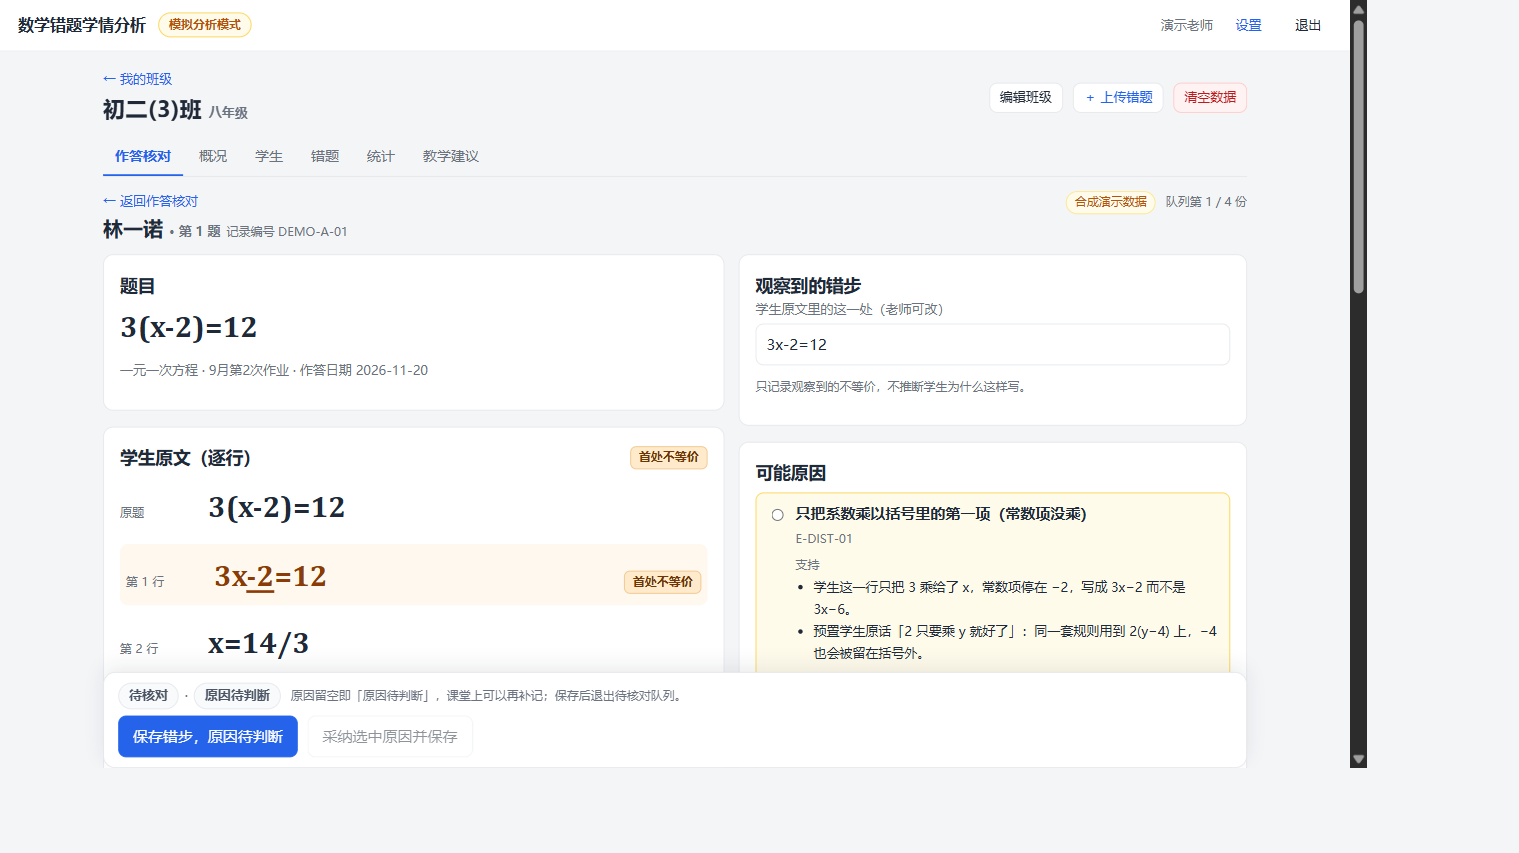 数学错题学情分析 模拟分析模式 演示老师 设置 退出
← 我的班级
初二(3)班 八年级
编辑班级 + 上传错题 清空数据
作答核对 概况 学生 错题 统计 教学建议
← 返回作答核对
合成演示数据 队列第 1 / 4 份
林一诺 • 第 1 题 记录编号 DEMO-A-01
题目
3(x-2)=12
一元一次方程 · 9月第2次作业 · 作答日期 2026-11-20
学生原文（逐行） 首处不等价
原题 3(x-2)=12
第 1 行 3x-2=12 首处不等价
第 2 行 x=14/3
观察到的错步
学生原文里的这一处（老师可改）
3x-2=12
只记录观察到的不等价，不推断学生为什么这样写。
可能原因
只把系数乘以括号里的第一项（常数项没乘）
E-DIST-01
支持
• 学生这一行只把 3 乘给了 x，常数项停在 −2，写成 3x−2 而不是
3x−6。
• 预置学生原话「2 只要乘 y 就好了」：同一套规则用到 2(y−4) 上，−4
也会被留在括号外。
待核对 · 原因待判断 原因留空即「原因待判断」，课堂上可以再补记；保存后退出待核对队列。
保存错步，原因待判断 采纳选中原因并保存